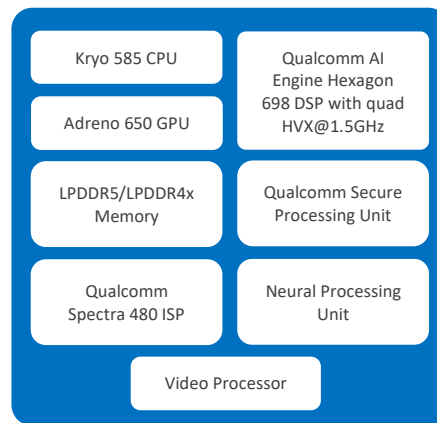 Kryo 585 CPU
Adreno 650 GPU
LPDDR5/LPDDR4x
Memory
Qualcomm
Spectra 480 ISP
Qualcomm AI
Engine Hexagon
698 DSP with quad
HVX@1.5GHz
Qualcomm Secure
Processing Unit
Neural Processing
Unit
Video Processor